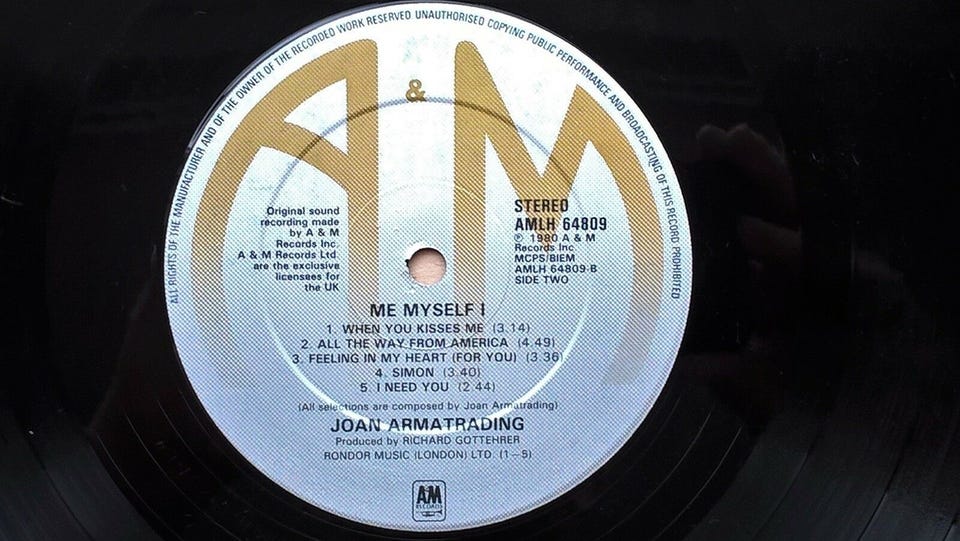 ALL RIGHTS OF THE MANUFACTURER AND OF THE OWNER OF THE RECORDED WORK RESERVED UNAUTHORISED COPYING PUBLIC PERFORMANCE AND BROADCASTING OF THIS RECORD PROHIBITED
A & M
Original sound
recording made
by A & M
Records Inc.
A & M Records Ltd.
are the exclusive
licensees for
the UK
STEREO
AMLH 64809
℗ 1980 A & M
Records Inc
MCPS/BIEM
AMLH 64809-B
SIDE TWO
ME MYSELF I
1. WHEN YOU KISSES ME (3.14)
2. ALL THE WAY FROM AMERICA (4.49)
3. FEELING IN MY HEART (FOR YOU) (3.36)
4. SIMON (3.40)
5. I NEED YOU (2.44)
(All selections are composed by Joan Armatrading)
JOAN ARMATRADING
Produced by RICHARD GOTTEHRER
RONDOR MUSIC (LONDON) LTD. (1–5)
A&M
RECORDS